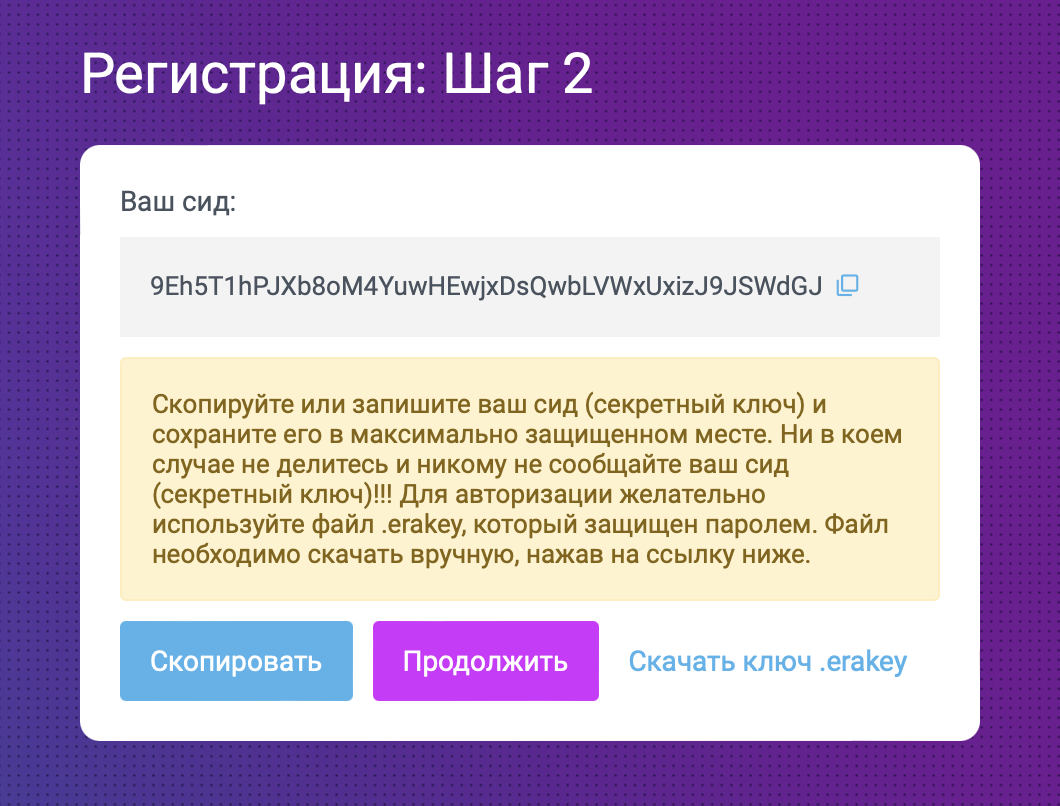 Регистрация: Шаг 2
Ваш сид:
9Eh5T1hPJXb8oM4YuwHEwjxDsQwbLVWxUxizJ9JSWdGJ
Скопируйте или запишите ваш сид (секретный ключ) и
сохраните его в максимально защищенном месте. Ни в коем
случае не делитесь и никому не сообщайте ваш сид
(секретный ключ)!!! Для авторизации желательно
используйте файл .erakey, который защищен паролем. Файл
необходимо скачать вручную, нажав на ссылку ниже.
Скопировать
Продолжить
Скачать ключ .erakey